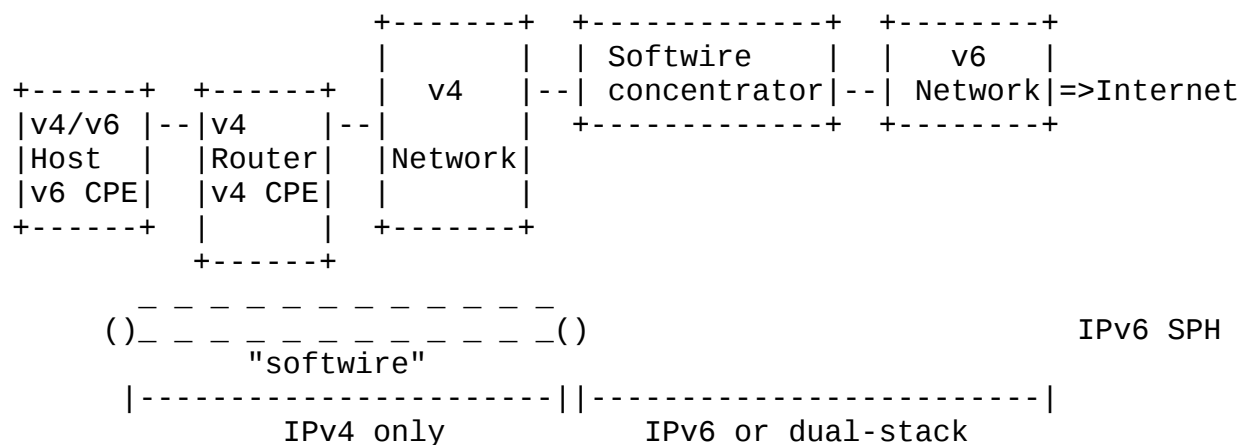 +-------+  +-------------+  +--------+
                    |       |  | Softwire    |  |   v6   |
+------+  +------+  |  v4   |--| concentrator|--| Network|=>Internet
|v4/v6 |--|v4    |--|       |  +-------------+  +--------+
|Host  |  |Router|  |Network|
|v6 CPE|  |v4 CPE|  |       |
+------+  |      |  +-------+
          +------+
       _ _ _ _ _ _ _ _ _ _ _ _
     ()_ _ _ _ _ _ _ _ _ _ _ _()                           IPv6 SPH
             "softwire"
      |-----------------------||-------------------------|
               IPv4 only           IPv6 or dual-stack